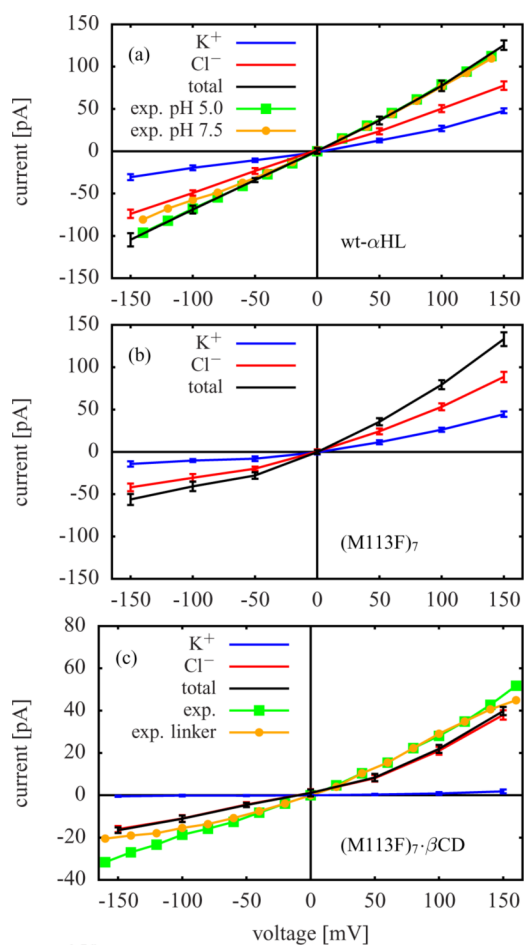 150
100
50
0
-50
-100
-150
current [pA]
(a)
K⁺
Cl⁻
total
exp. pH 5.0
exp. pH 7.5
wt-αHL
-150 -100 -50 0 50 100 150
150
100
50
0
-50
-100
-150
current [pA]
(b)
K⁺
Cl⁻
total
(M113F)₇
-150 -100 -50 0 50 100 150
80
60
40
20
0
-20
-40
current [pA]
(c)
K⁺
Cl⁻
total
exp.
exp. linker
(M113F)₇·βCD
-150 -100 -50 0 50 100 150
voltage [mV]